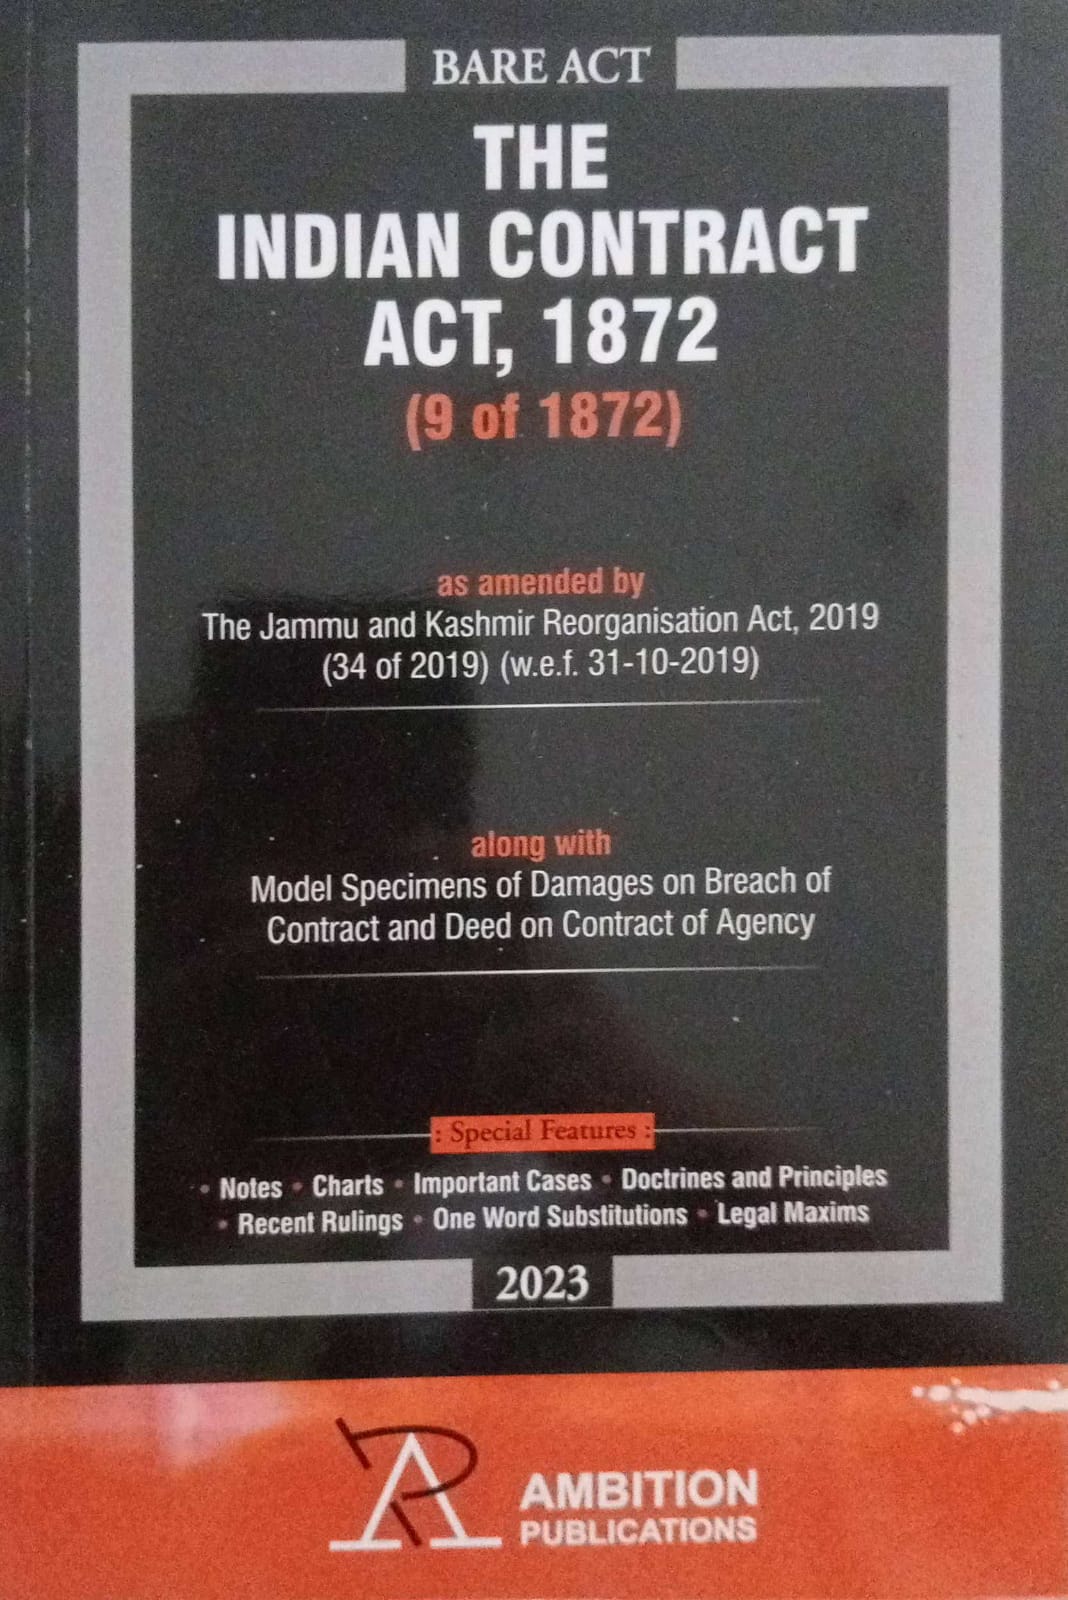 BARE ACT
THE
INDIAN CONTRACT
ACT, 1872
(9 of 1872)
as amended by
The Jammu and Kashmir Reorganisation Act, 2019
(34 of 2019) (w.e.f. 31-10-2019)
along with
Model Specimens of Damages on Breach of
Contract and Deed on Contract of Agency
: Special Features :
• Notes • Charts • Important Cases • Doctrines and Principles
• Recent Rulings • One Word Substitutions • Legal Maxims
2023
AMBITION
PUBLICATIONS